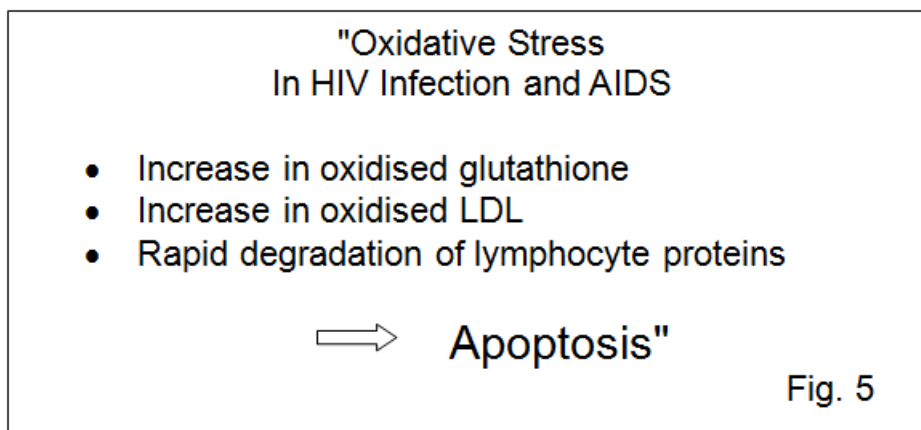 "Oxidative Stress
In HIV Infection and AIDS
• Increase in oxidised glutathione
• Increase in oxidised LDL
• Rapid degradation of lymphocyte proteins
Apoptosis"
Fig. 5